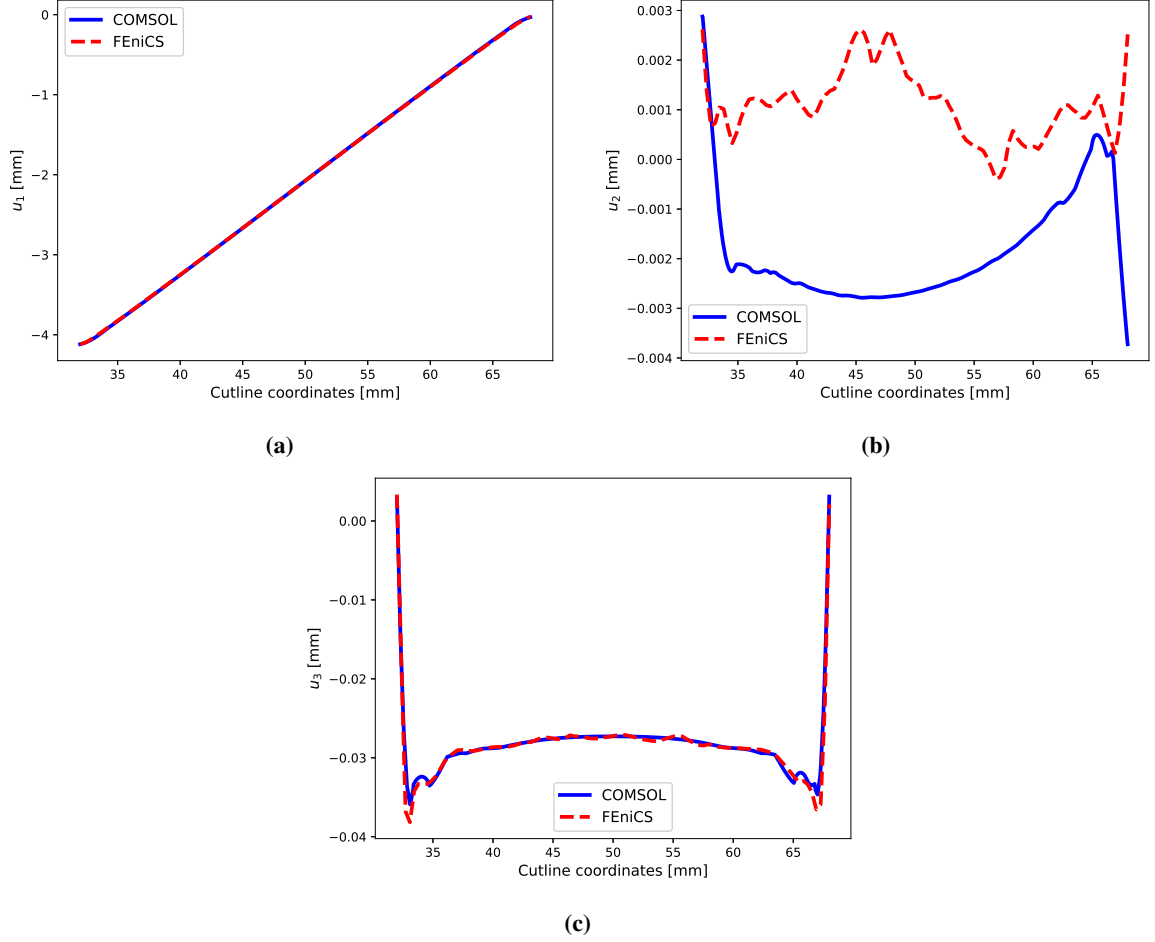 COMSOL
FEniCS
0
−1
−2
−3
−4
u₁ [mm]
35 40 45 50 55 60 65
Cutline coordinates [mm]
(a)
0.003
0.002
0.001
0.000
−0.001
−0.002
−0.003
−0.004
u₂ [mm]
COMSOL
FEniCS
35 40 45 50 55 60 65
Cutline coordinates [mm]
(b)
0.00
−0.01
−0.02
−0.03
−0.04
u₃ [mm]
COMSOL
FEniCS
35 40 45 50 55 60 65
Cutline coordinates [mm]
(c)